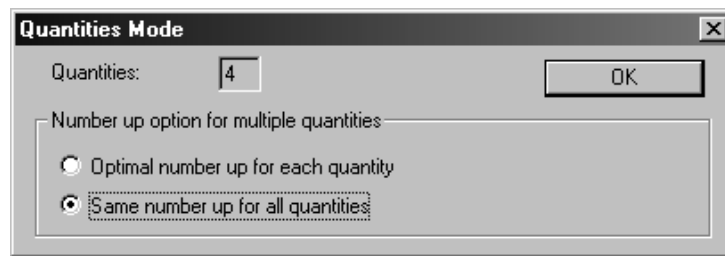 Quantities Mode
Quantities: 4 OK
Number up option for multiple quantities
Optimal number up for each quantity
Same number up for all quantities